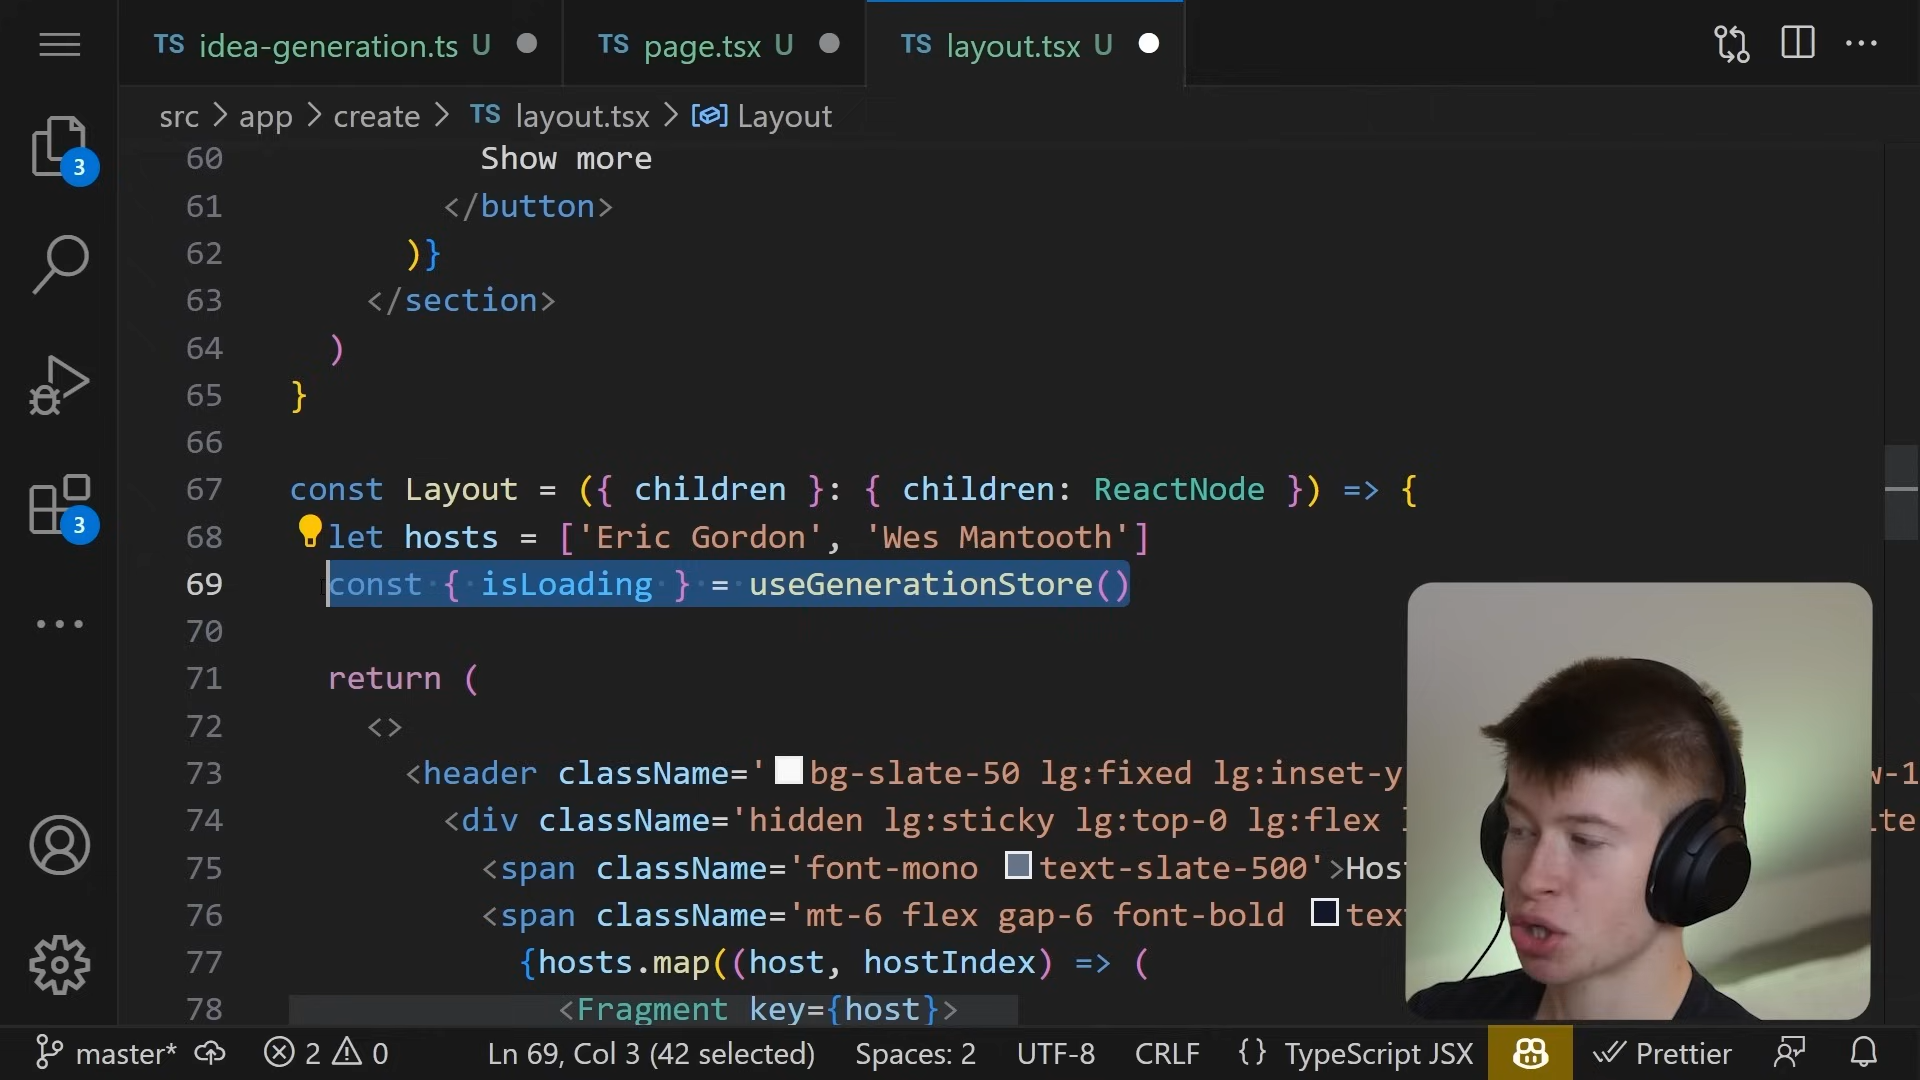 TS idea-generation.ts U
TS page.tsx U
TS layout.tsx U
src > app > create > TS layout.tsx > Layout
60 Show more
61 </button>
62 )}
63 </section>
64 )
65 }
66
67 const Layout = ({ children }: { children: ReactNode }) => {
68 let hosts = ['Eric Gordon', 'Wes Mantooth']
69 const { isLoading } = useGenerationStore()
70
71 return (
72 <>
73 <header className='bg-slate-50 lg:fixed lg:inset-y
74 <div className='hidden lg:sticky lg:top-0 lg:flex
75 <span className='font-mono text-slate-500'>Hos
76 <span className='mt-6 flex gap-6 font-bold tex
77 {hosts.map((host, hostIndex) => (
78 <Fragment key={host}>
3
3
master* 2 0 Ln 69, Col 3 (42 selected) Spaces: 2 UTF-8 CRLF {} TypeScript JSX Prettier